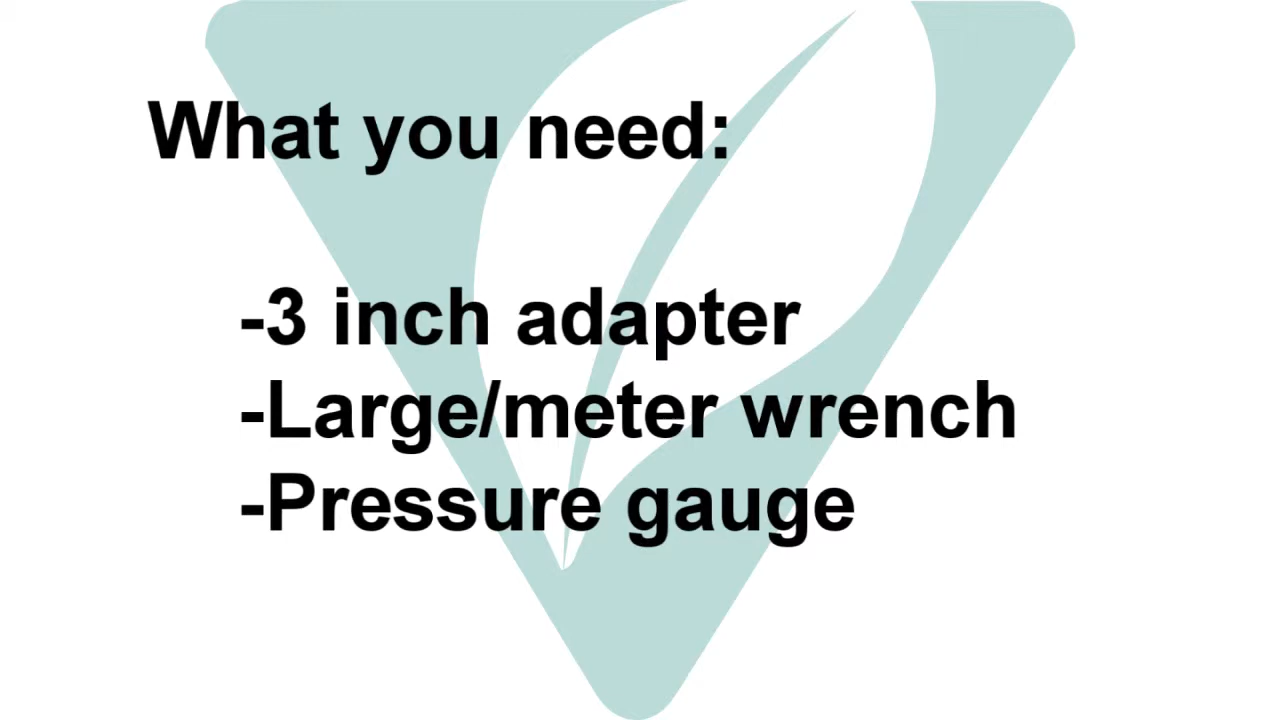 What you need:
-3 inch adapter
-Large/meter wrench
-Pressure gauge